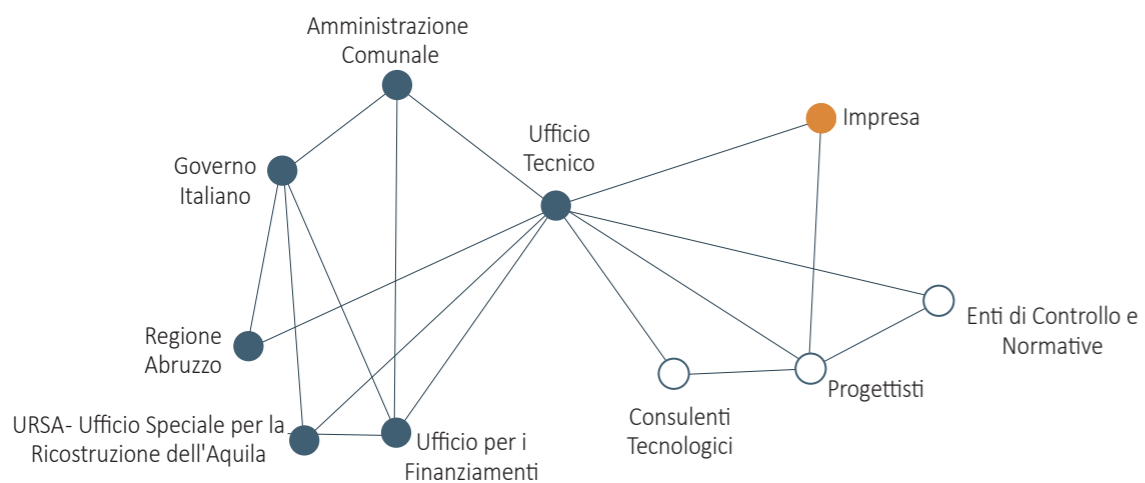 Amministrazione
Comunale
Impresa
Ufficio
Tecnico
Governo
Italiano
Enti di Controllo e
Normative
Regione
Abruzzo
Progettisti
Consulenti
Tecnologici
URSA- Ufficio Speciale per la
Ricostruzione dell'Aquila
Ufficio per i
Finanziamenti